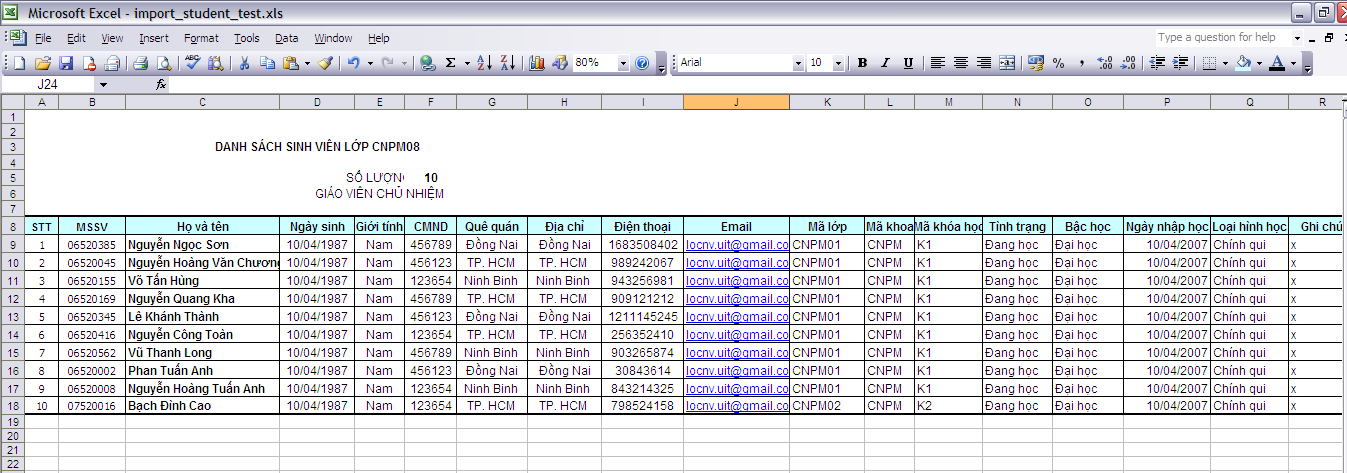 Microsoft Excel - import_student_test.xls
File Edit View Insert Format Tools Data Window Help Type a question for help
80% Arial 10 B I U
J24 fx
A B C D E F G H I J K L M N O P Q R
1
2
3 DANH SÁCH SINH VIÊN LỚP CNPM08
4
5 SỐ LƯỢNG 10
6 GIÁO VIÊN CHỦ NHIỆM
7
8 STT MSSV Họ và tên Ngày sinh Giới tính CMND Quê quán Địa chỉ Điện thoại Email Mã lớp Mã khoa Mã khóa học Tình trạng Bậc học Ngày nhập học Loại hình học Ghi chú
9 1 06520385 Nguyễn Ngọc Sơn 10/04/1987 Nam 456789 Đồng Nai Đồng Nai 1683508402 locnv.uit@gmail.co CNPM01 CNPM K1 Đang học Đại học 10/04/2007 Chính qui x
10 2 06520045 Nguyễn Hoàng Văn Chương 10/04/1987 Nam 456123 TP. HCM TP. HCM 989242067 locnv.uit@gmail.co CNPM01 CNPM K1 Đang học Đại học 10/04/2007 Chính qui x
11 3 06520155 Võ Tấn Hùng 10/04/1987 Nam 123654 Ninh Bình Ninh Bình 943256981 locnv.uit@gmail.co CNPM01 CNPM K1 Đang học Đại học 10/04/2007 Chính qui x
12 4 06520169 Nguyễn Quang Kha 10/04/1987 Nam 456789 TP. HCM TP. HCM 909121212 locnv.uit@gmail.co CNPM01 CNPM K1 Đang học Đại học 10/04/2007 Chính qui x
13 5 06520345 Lê Khánh Thành 10/04/1987 Nam 456123 Đồng Nai Đồng Nai 1211145245 locnv.uit@gmail.co CNPM01 CNPM K1 Đang học Đại học 10/04/2007 Chính qui x
14 6 06520416 Nguyễn Công Toàn 10/04/1987 Nam 123654 TP. HCM TP. HCM 256352410 locnv.uit@gmail.co CNPM01 CNPM K1 Đang học Đại học 10/04/2007 Chính qui x
15 7 06520562 Vũ Thanh Long 10/04/1987 Nam 456789 Ninh Bình Ninh Bình 903265874 locnv.uit@gmail.co CNPM01 CNPM K1 Đang học Đại học 10/04/2007 Chính qui x
16 8 06520002 Phan Tuấn Anh 10/04/1987 Nam 456123 Đồng Nai Đồng Nai 30843614 locnv.uit@gmail.co CNPM01 CNPM K1 Đang học Đại học 10/04/2007 Chính qui x
17 9 06520008 Nguyễn Hoàng Tuấn Anh 10/04/1987 Nam 123654 Ninh Bình Ninh Bình 843214325 locnv.uit@gmail.co CNPM01 CNPM K1 Đang học Đại học 10/04/2007 Chính qui x
18 10 07520016 Bạch Đình Cao 10/04/1987 Nam 123654 TP. HCM TP. HCM 798524158 locnv.uit@gmail.co CNPM02 CNPM K2 Đang học Đại học 10/04/2007 Chính qui x
19
20
21
22